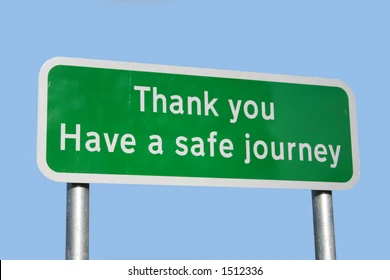 Thank you
Have a safe journey
shutterstock.com · 1512336